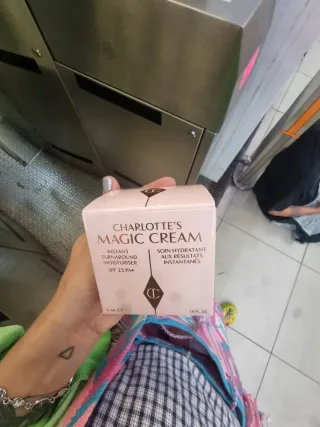 CHARLOTTE'S
MAGIC CREAM
INSTANT
TURNAROUND
MOISTURISER
SPF 15 PA+
SOIN HYDRATANT
AUX RÉSULTATS
INSTANTANÉS